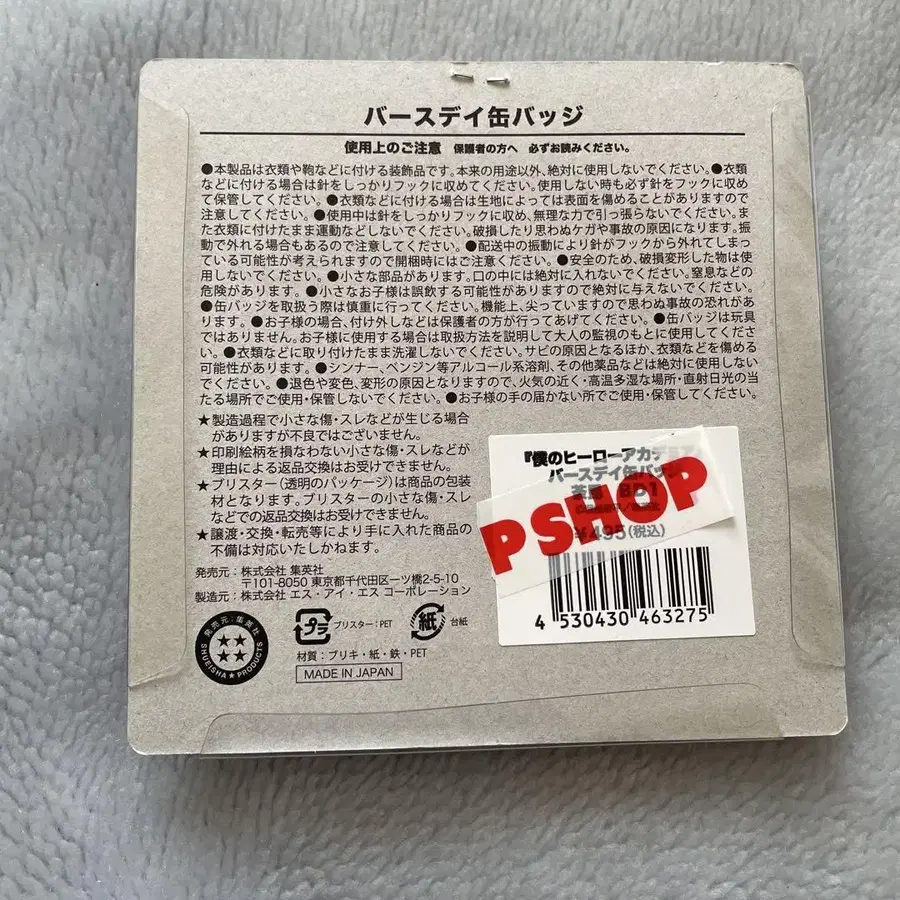 バースデイ缶バッジ
使用上のご注意 保護者の方へ 必ずお読みください。
●本製品は衣類や鞄などに付ける装飾品です。本来の用途以外、絶対に使用しないでください。●衣類
などに付ける場合は針をしっかりフックに収めてください。使用しない時も必ず針をフックに収め
て保管してください。●衣類などに付ける場合は生地によっては表面を傷めることがありますので
注意してください。●使用中は針をしっかりフックに収め、無理な力で引っ張らないでください。ま
た衣類に付けたまま運動などしないでください。破損したり思わぬケガや事故の原因になります。振
動で外れる場合もあるので注意してください。●配送中の振動により針がフックから外れてしまっ
ている可能性が考えられますので開梱時にはご注意ください。●安全のため、破損変形した物は使
用しないでください。●小さな部品があります。口の中には絶対に入れないでください。窒息などの
危険があります。●小さなお子様は誤飲する可能性がありますので絶対に与えないでください。
●缶バッジを取扱う際は慎重に行ってください。機能上、尖っていますので思わぬ事故の恐れがあり
ます。●お子様の場合、付け外しなどは保護者の方が行ってあげてください。●缶バッジは玩具
ではありません。お子様に使用する場合は取扱方法を説明して大人の監視のもとに使用してくださ
い。●衣類などに取り付けたまま洗濯しないでください。サビの原因となるほか、衣類などを傷める
可能性があります。●シンナー、ベンジン等アルコール系溶剤、その他薬品などは絶対に使用しない
でください。●退色や変色、変形の原因となりますので、火気の近く・高温多湿な場所・直射日光の当
たる場所でご使用・保管しないでください。●お子様の手の届かない所でご使用・保管してください。
★製造過程で小さな傷・スレなどが生じる場合
がありますが不良ではございません。
★印刷絵柄を損なわない小さな傷・スレなどが
理由による返品交換はお受けできません。
★ブリスター(透明のパッケージ)は商品の包装
材となります。ブリスターの小さな傷・スレ
などでの返品交換はお受けできません。
★譲渡・交換・転売等により手に入れた商品の
不備は対応いたしかねます。
発売元：株式会社 集英社
〒101-8050 東京都千代田区一ツ橋2-5-10
製造元：株式会社 エス・アイ・エス コーポレーション
発売元：集英社
SHUEISHA★PRODUCTS
プラ ブリスター：PET 紙 台紙
材質：ブリキ・紙・鉄・PET
MADE IN JAPAN
『僕のヒーローアカデミア』
バースデイ缶バッジ
BD1
¥495(税込)
P SHOP
4 530430 463275